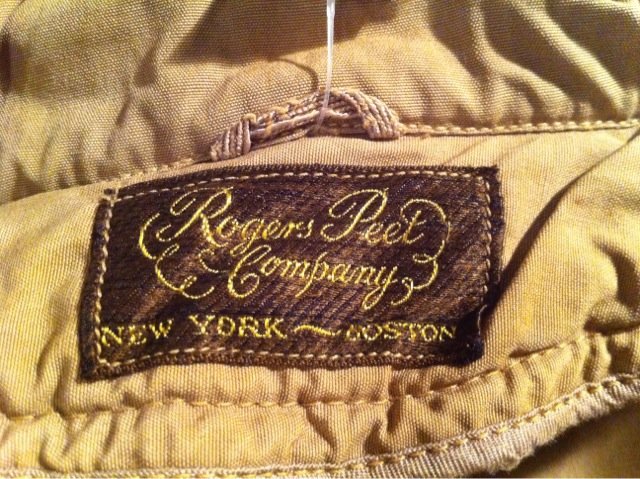 Rogers Peet
Company
NEW YORK ~ BOSTON